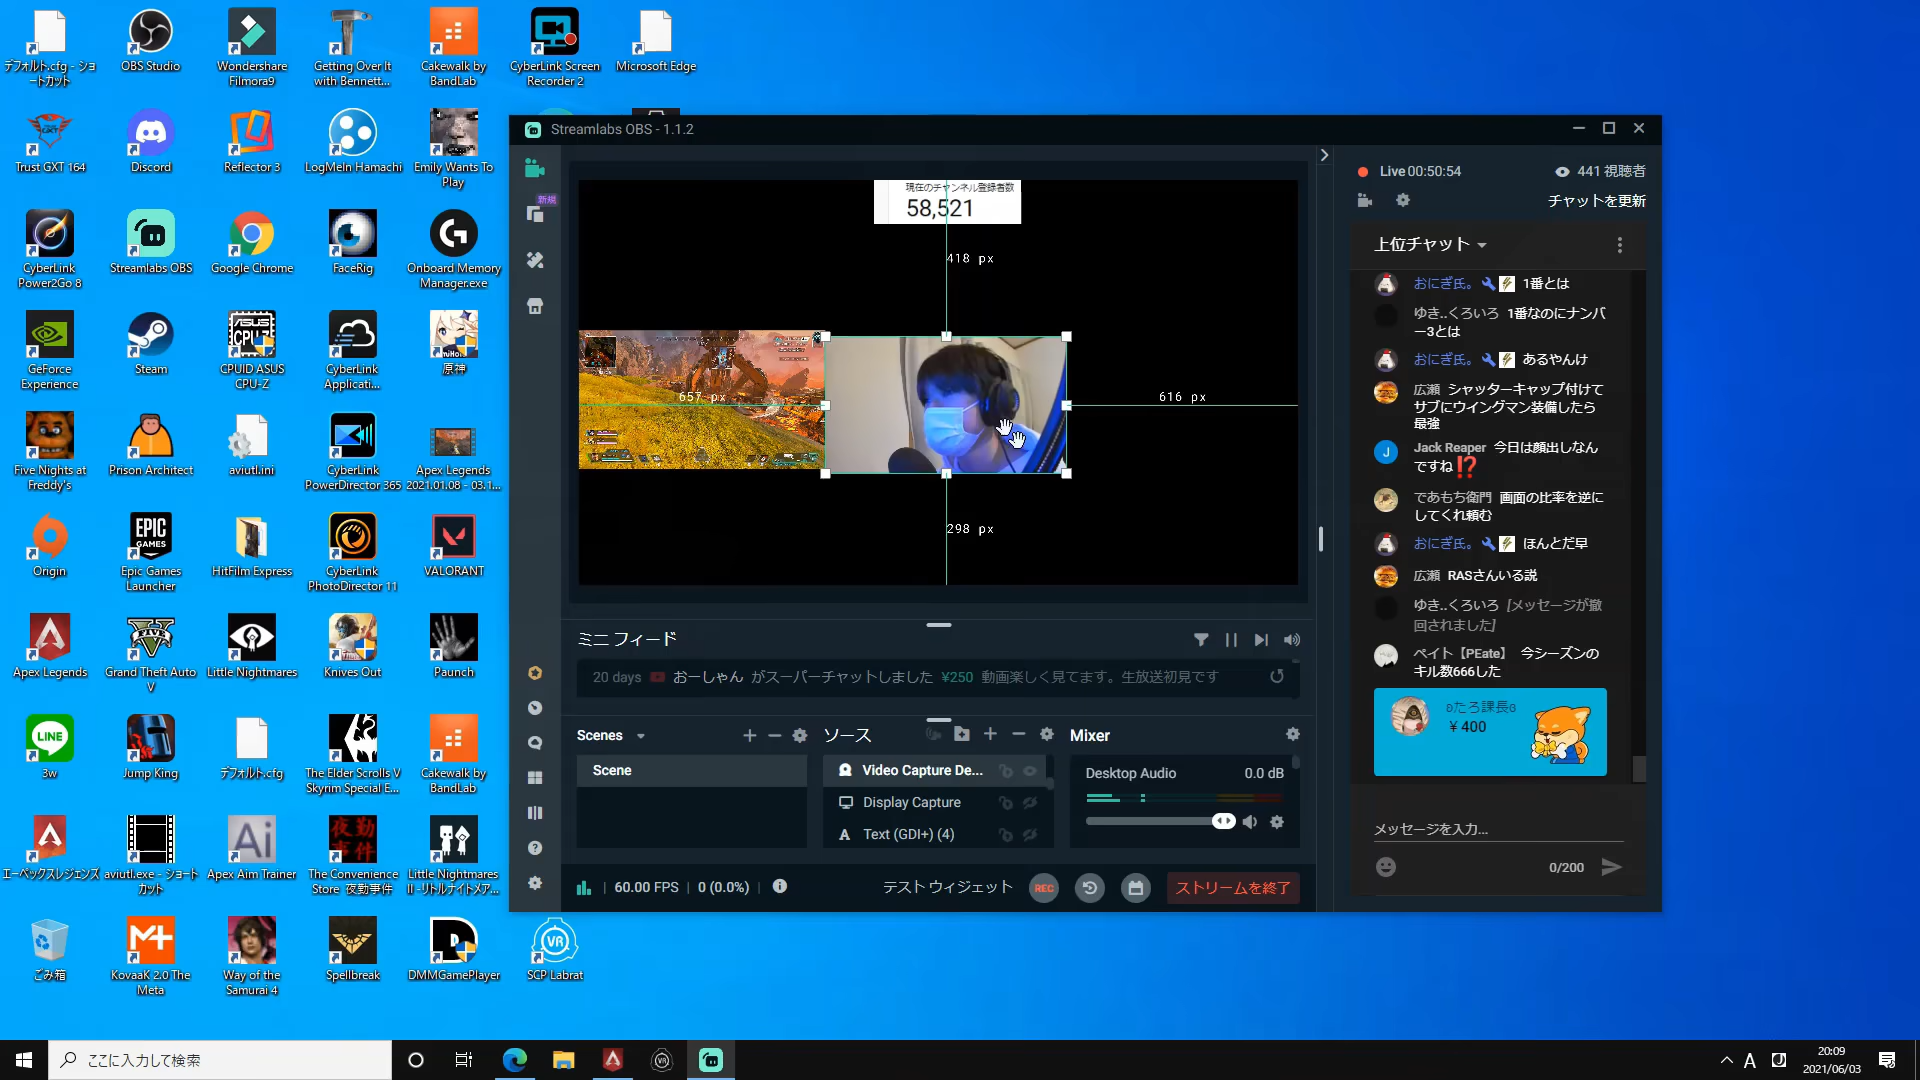 デフォルト.cfg - ショ
ートカット
OBS Studio
Wondershare
Filmora9
Getting Over It
with Bennett...
Cakewalk by
BandLab
CyberLink Screen
Recorder 2
Microsoft Edge
Trust GXT 164
Discord
Reflector 3
LogMeIn Hamachi
Emily Wants To
Play
CyberLink
Power2Go 8
Streamlabs OBS
Google Chrome
FaceRig
Onboard Memory
Manager.exe
GeForce
Experience
Steam
CPUID ASUS
CPU-Z
CyberLink
Applicati...
原神
Five Nights at
Freddy's
Prison Architect
aviutl.ini
CyberLink
PowerDirector 365
Apex Legends
2021.01.08 - 03.1...
Origin
EPIC
GAMES
Epic Games
Launcher
HitFilm Express
CyberLink
PhotoDirector 11
VALORANT
Apex Legends
Grand Theft Auto
V
Little Nightmares
Knives Out
Paunch
LINE
3w
Jump King
デフォルト.cfg
The Elder Scrolls V
Skyrim Special E...
Cakewalk by
BandLab
エーペックスレジェンズ
aviutl.exe - ショート
カット
Ai
Apex Aim Trainer
夜勤
事件
The Convenience
Store 夜勤事件
Little Nightmares
II -リトルナイトメア...
ごみ箱
KovaaK 2.0 The
Meta
Way of the
Samurai 4
Spellbreak
DMMGamePlayer
VR
SCP Labrat
Streamlabs OBS - 1.1.2
新規
現在のチャンネル登録者数
58,521
418 px
657 px
616 px
298 px
ミニ フィード
20 days おーしゃん がスーパーチャットしました ¥250 動画楽しく見てます。生放送初見です
Scenes
Scene
ソース
Video Capture De...
Display Capture
Text (GDI+) (4)
Mixer
Desktop Audio 0.0 dB
60.00 FPS 0 (0.0%)
テスト ウィジェット
REC
ストリームを終了
Live 00:50:54
441 視聴者
チャットを更新
上位チャット
おにぎ氏。 1番とは
ゆき..くろいろ 1番なのにナンバ
ー3とは
おにぎ氏。 あるやんけ
広瀬 シャッターキャップ付けて
サブにウイングマン装備したら
最強
J
Jack Reaper 今日は顔出しなん
ですね⁉
であもち衛門 画面の比率を逆に
してくれ頼む
おにぎ氏。 ほんとだ早
広瀬 RASさんいる説
ゆき..くろいろ [メッセージが撤
回されました]
ペイト【PEate】 今シーズンの
キル数666した
ʚたろ課長ɞ
¥ 400
メッセージを入力...
0/200
ここに入力して検索
A
20:09
2021/06/03